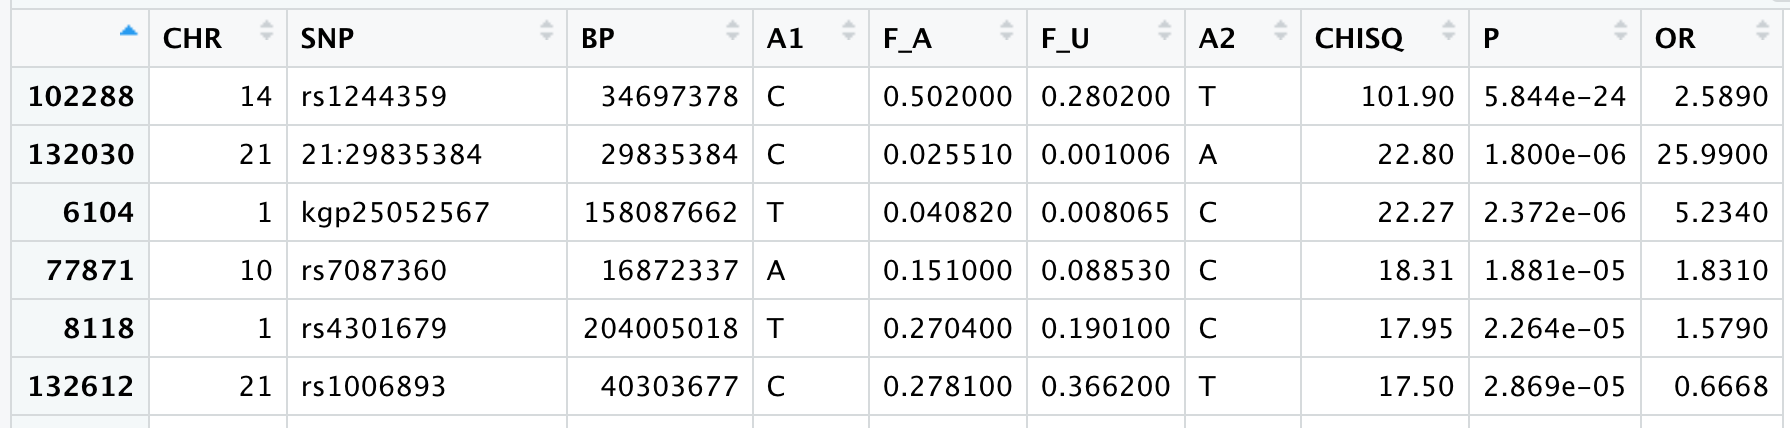 CHR SNP BP A1 F_A F_U A2 CHISQ P OR
102288 14 rs1244359 34697378 C 0.502000 0.280200 T 101.90 5.844e-24 2.5890
132030 21 21:29835384 29835384 C 0.025510 0.001006 A 22.80 1.800e-06 25.9900
6104 1 kgp25052567 158087662 T 0.040820 0.008065 C 22.27 2.372e-06 5.2340
77871 10 rs7087360 16872337 A 0.151000 0.088530 C 18.31 1.881e-05 1.8310
8118 1 rs4301679 204005018 T 0.270400 0.190100 C 17.95 2.264e-05 1.5790
132612 21 rs1006893 40303677 C 0.278100 0.366200 T 17.50 2.869e-05 0.6668